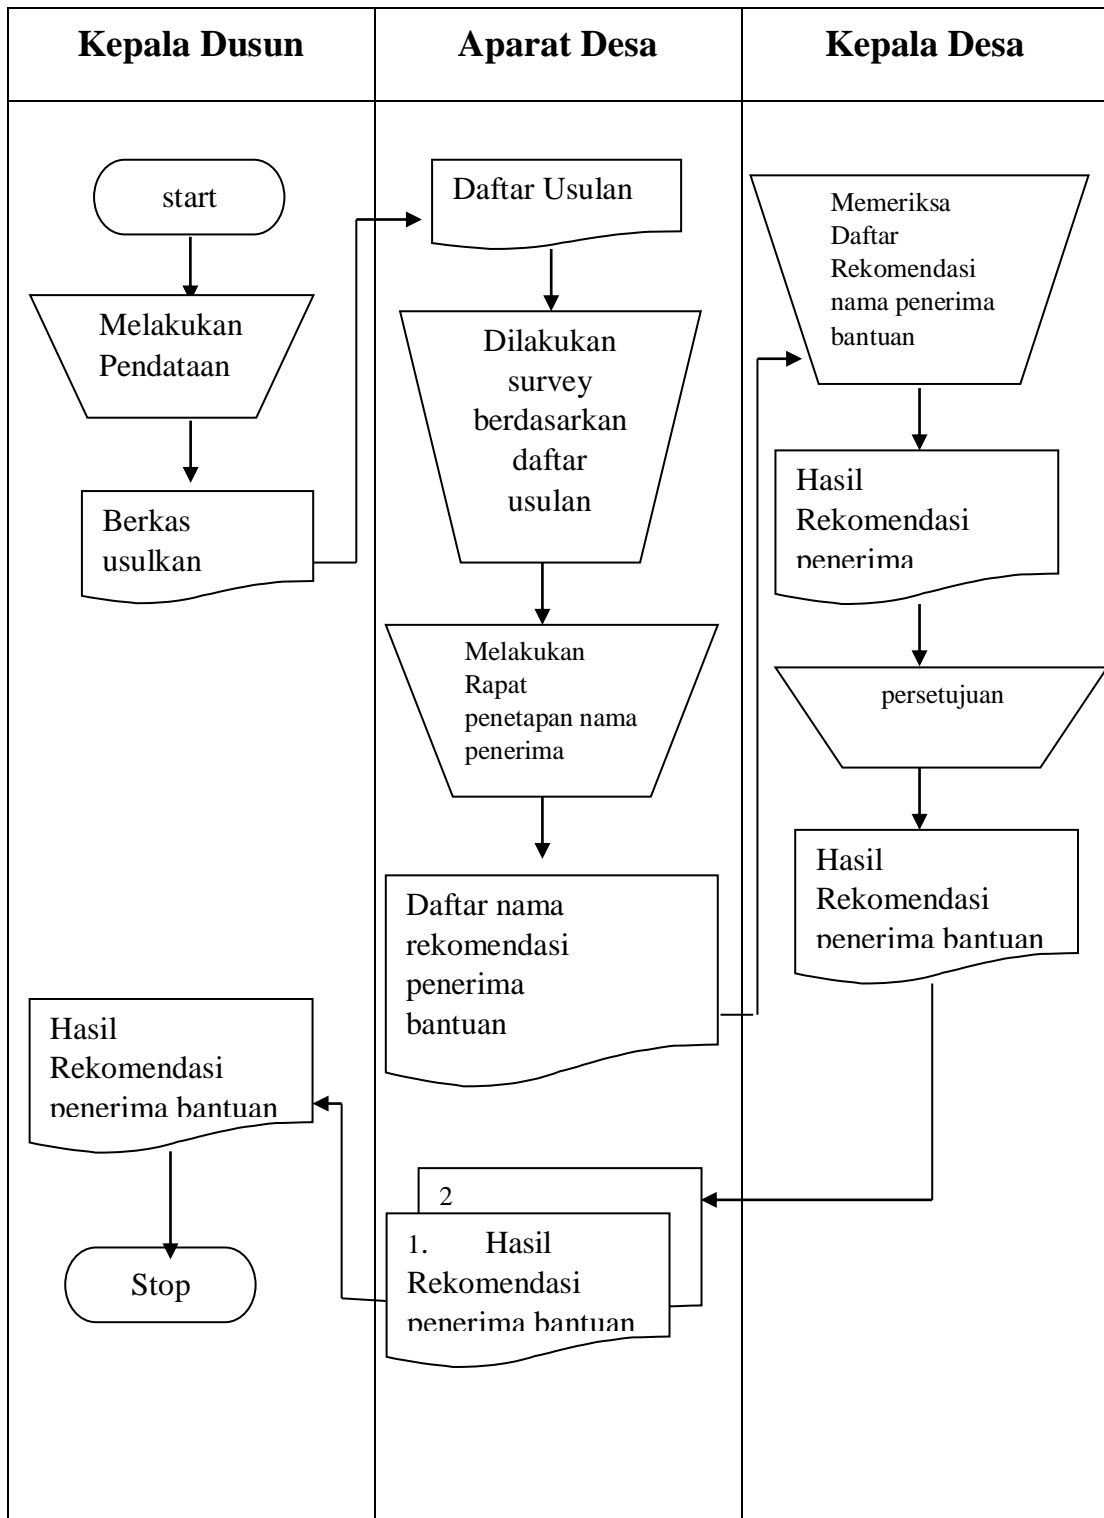 Kepala Dusun
Aparat Desa
Kepala Desa
start
Melakukan
Pendataan
Berkas
usulkan
Daftar Usulan
Dilakukan
survey
berdasarkan
daftar
usulan
Melakukan
Rapat
penetapan nama
penerima
Daftar nama
rekomendasi
penerima
bantuan
Memeriksa
Daftar
Rekomendasi
nama penerima
bantuan
Hasil
Rekomendasi
penerima
persetujuan
Hasil
Rekomendasi
penerima bantuan
2
1. Hasil
Rekomendasi
penerima bantuan
Hasil
Rekomendasi
penerima bantuan
Stop